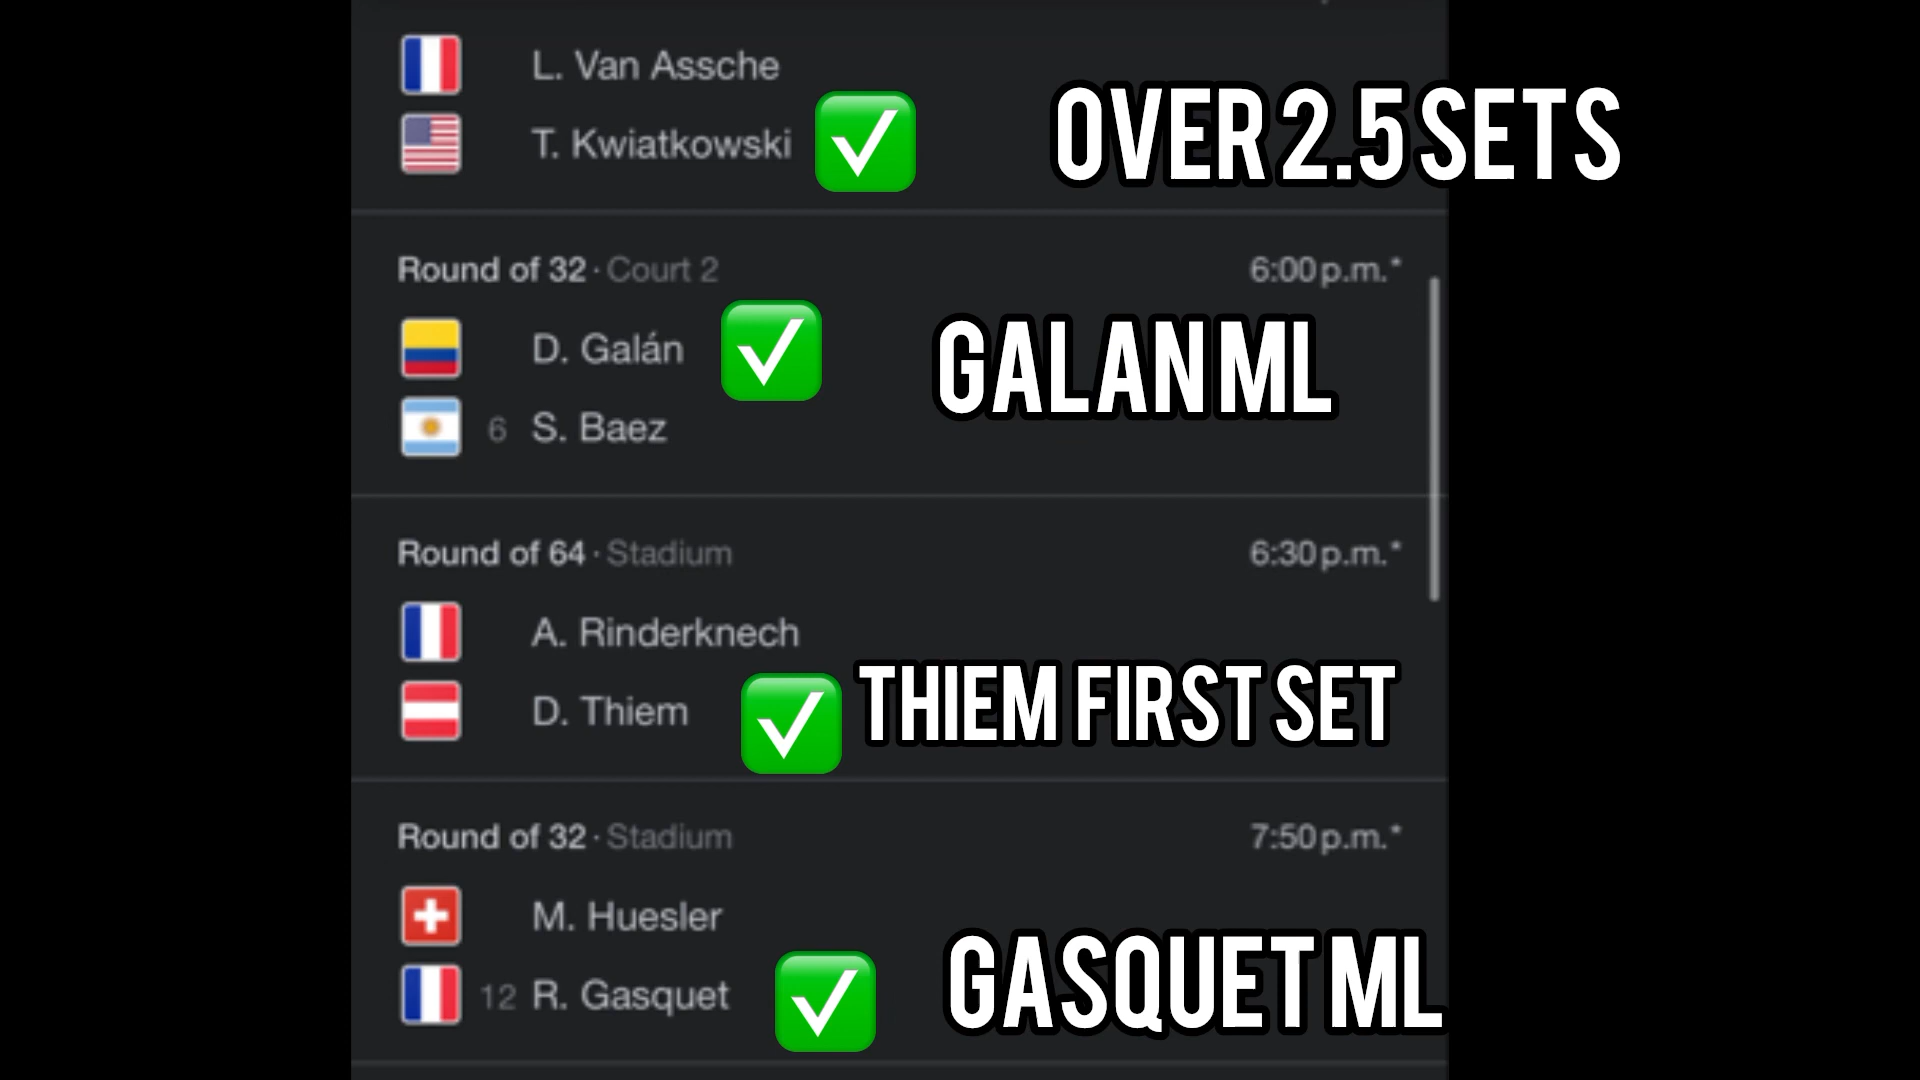 L. Van Assche
T. Kwiatkowski
OVER 2.5 SETS
Round of 32 · Court 2 6:00 p.m.*
D. Galán
GALAN ML
6 S. Baez
Round of 64 · Stadium 6:30 p.m.*
A. Rinderknech
D. Thiem
THIEM FIRST SET
Round of 32 · Stadium 7:50 p.m.*
M. Huesler
12 R. Gasquet
GASQUET ML